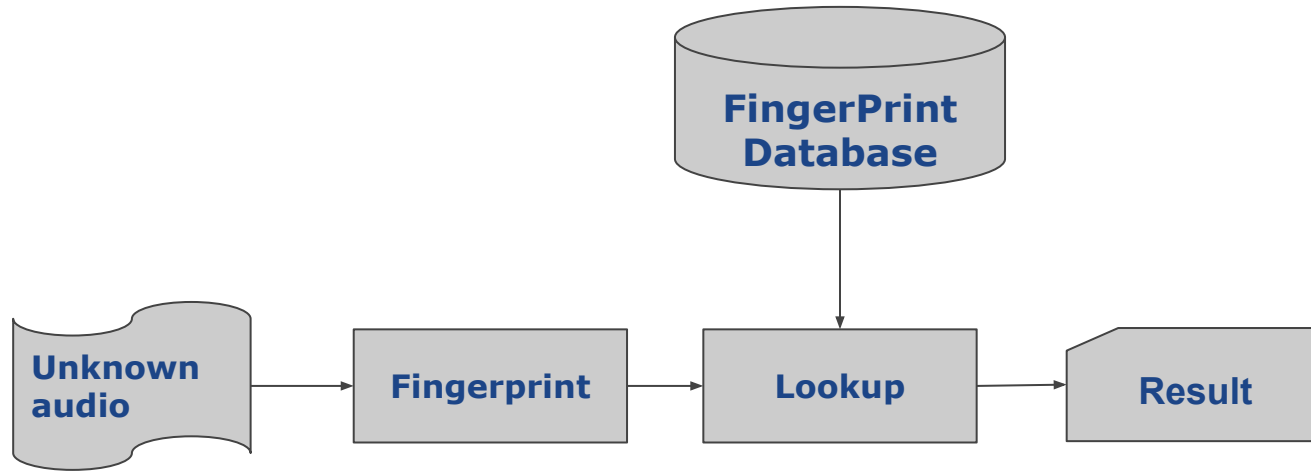 FingerPrint
Database
Unknown
audio
Fingerprint
Lookup
Result